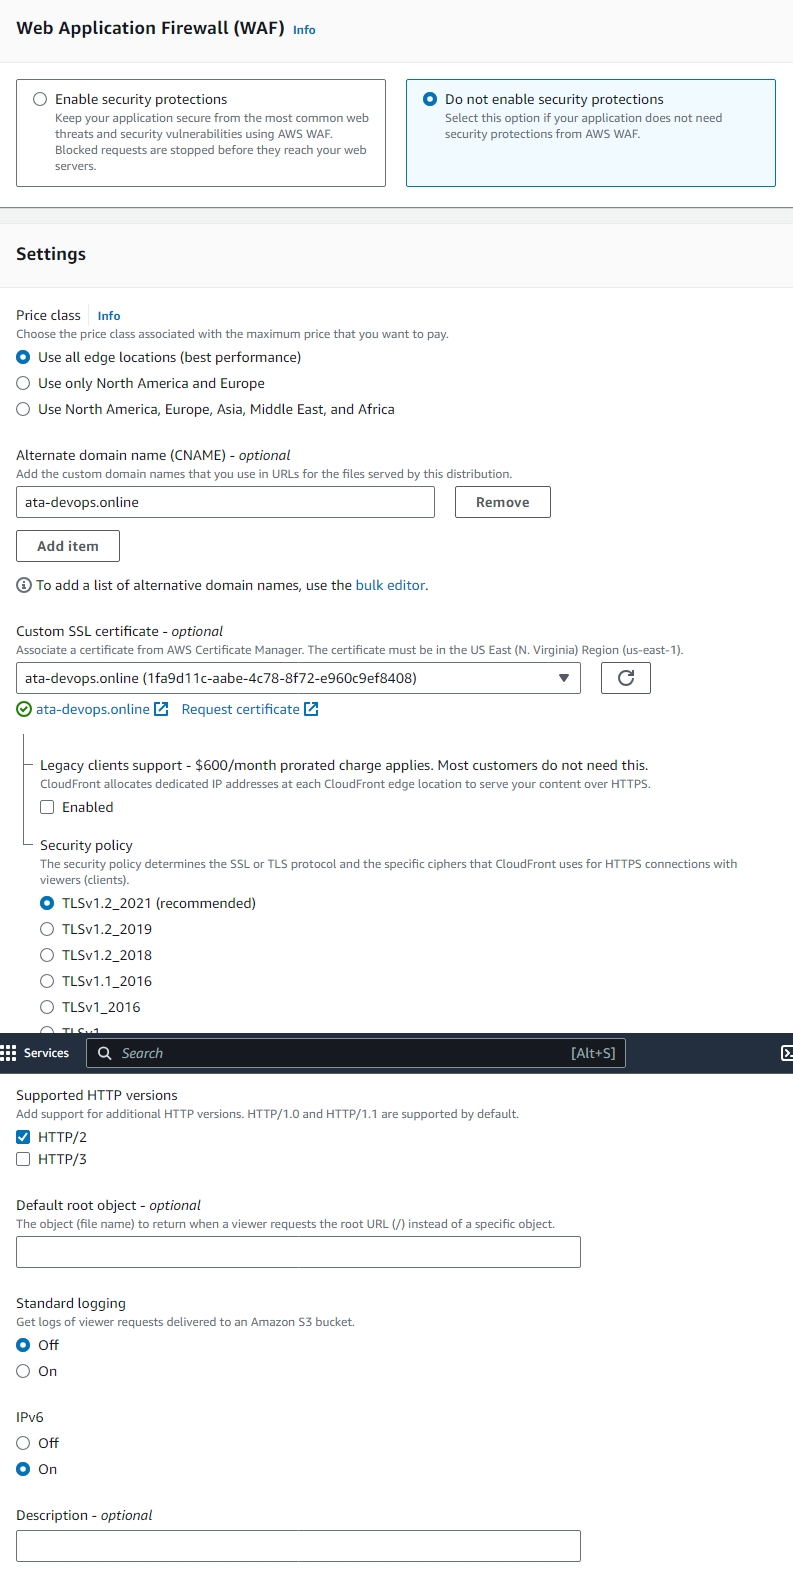 Web Application Firewall (WAF) Info
Enable security protections
Keep your application secure from the most common web
threats and security vulnerabilities using AWS WAF.
Blocked requests are stopped before they reach your web
servers.
Do not enable security protections
Select this option if your application does not need
security protections from AWS WAF.
Settings
Price class Info
Choose the price class associated with the maximum price that you want to pay.
Use all edge locations (best performance)
Use only North America and Europe
Use North America, Europe, Asia, Middle East, and Africa
Alternate domain name (CNAME) - optional
Add the custom domain names that you use in URLs for the files served by this distribution.
ata-devops.online
Remove
Add item
To add a list of alternative domain names, use the bulk editor.
Custom SSL certificate - optional
Associate a certificate from AWS Certificate Manager. The certificate must be in the US East (N. Virginia) Region (us-east-1).
ata-devops.online (1fa9d11c-aabe-4c78-8f72-e960c9ef8408)
ata-devops.online Request certificate
Legacy clients support - $600/month prorated charge applies. Most customers do not need this.
CloudFront allocates dedicated IP addresses at each CloudFront edge location to serve your content over HTTPS.
Enabled
Security policy
The security policy determines the SSL or TLS protocol and the specific ciphers that CloudFront uses for HTTPS connections with
viewers (clients).
TLSv1.2_2021 (recommended)
TLSv1.2_2019
TLSv1.2_2018
TLSv1.1_2016
TLSv1_2016
TLSv1
Services Search [Alt+S]
Supported HTTP versions
Add support for additional HTTP versions. HTTP/1.0 and HTTP/1.1 are supported by default.
HTTP/2
HTTP/3
Default root object - optional
The object (file name) to return when a viewer requests the root URL (/) instead of a specific object.
Standard logging
Get logs of viewer requests delivered to an Amazon S3 bucket.
Off
On
IPv6
Off
On
Description - optional